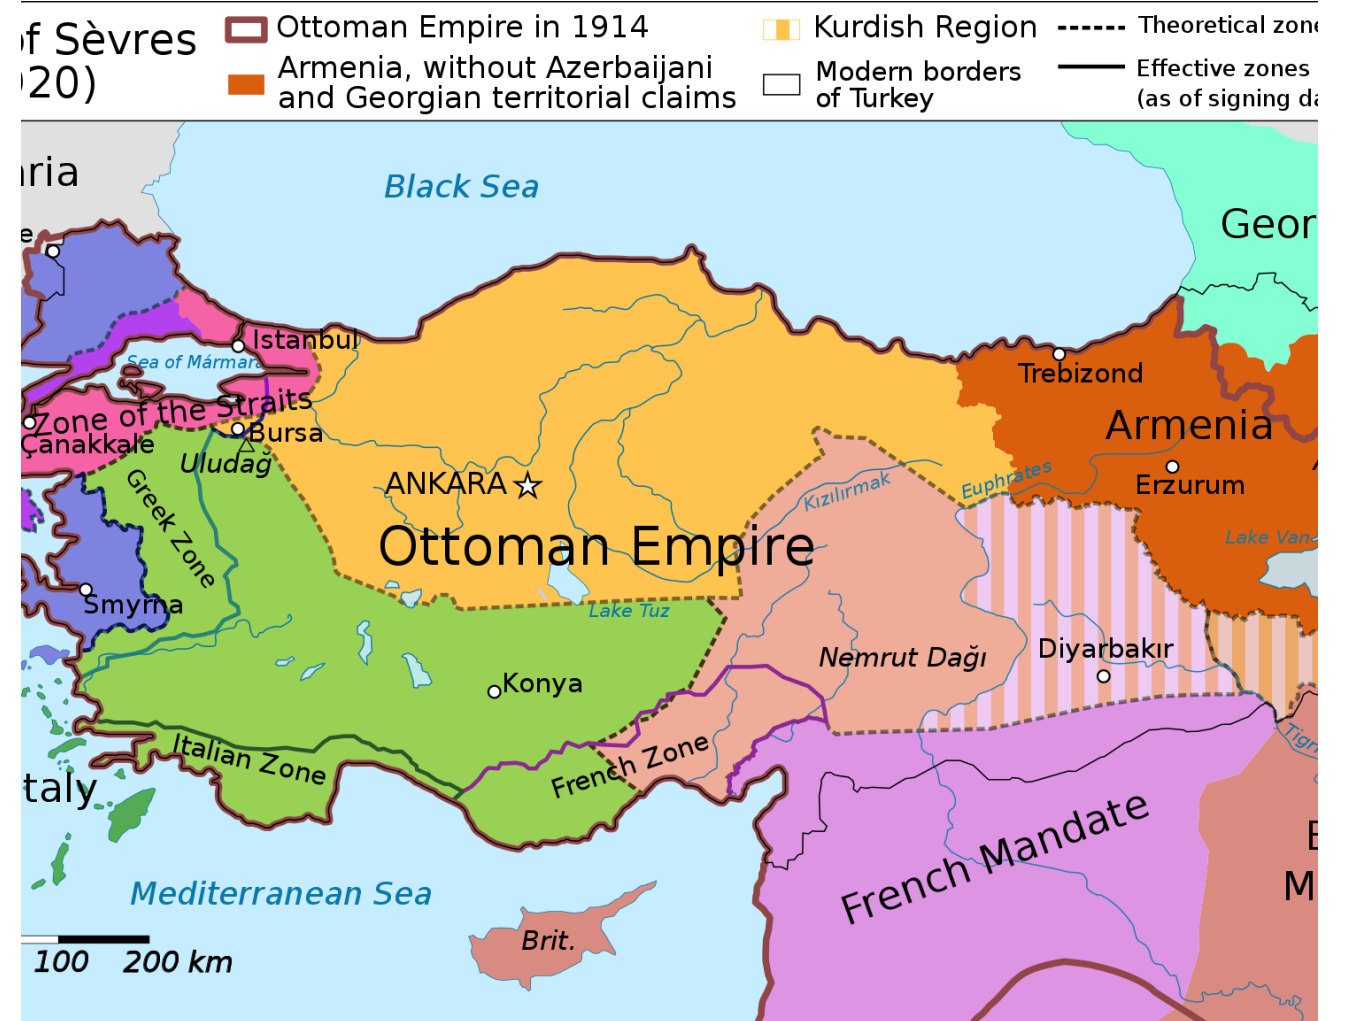 of Sèvres
Ottoman Empire in 1914
Kurdish Region
Theoretical zone
20)
Armenia, without Azerbaijani
and Georgian territorial claims
Modern borders
of Turkey
Effective zones
(as of signing da
Black Sea
ria
e
Geor
Istanbul
Sea of Mármara
Trebizond
Zone of the Straits
Çanakkale
Bursa
Uludağ
Armenia
ANKARA
Kızılırmak
Euphrates
Erzurum
Greek Zone
Ottoman Empire
Lake Van
Smyrna
Lake Tuz
Nemrut Dağı
Diyarbakır
Konya
Italian Zone
French Zone
Tigri
taly
French Mandate
Mediterranean Sea
Brit.
M
100 200 km